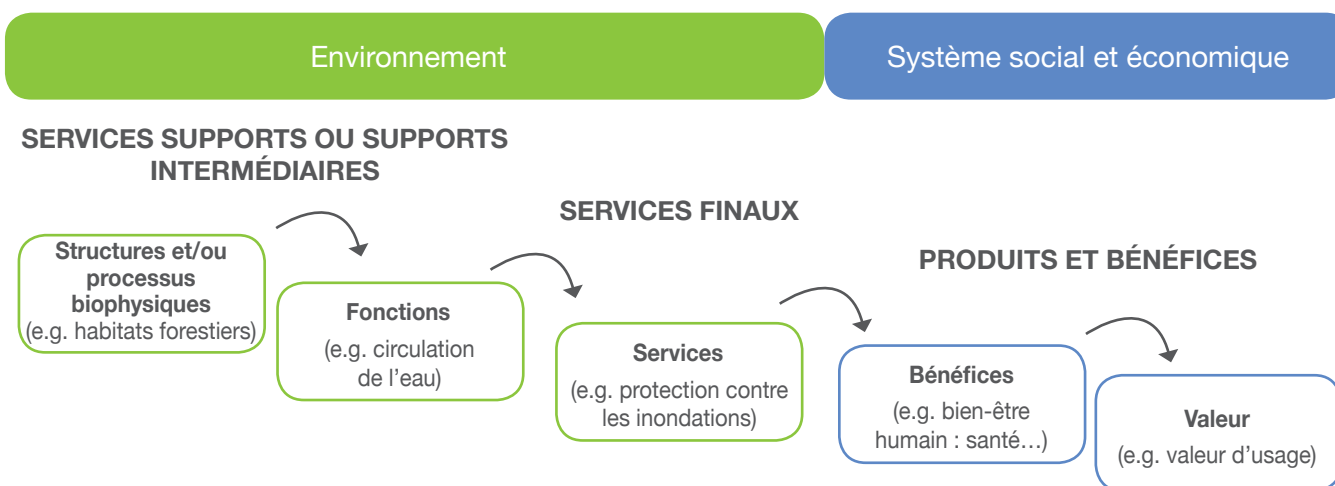 Environnement
Système social et économique
SERVICES SUPPORTS OU SUPPORTS
INTERMÉDIAIRES
SERVICES FINAUX
PRODUITS ET BÉNÉFICES
Structures et/ou
processus
biophysiques
(e.g. habitats forestiers)
Fonctions
(e.g. circulation
de l’eau)
Services
(e.g. protection contre
les inondations)
Bénéfices
(e.g. bien-être
humain : santé…)
Valeur
(e.g. valeur d’usage)